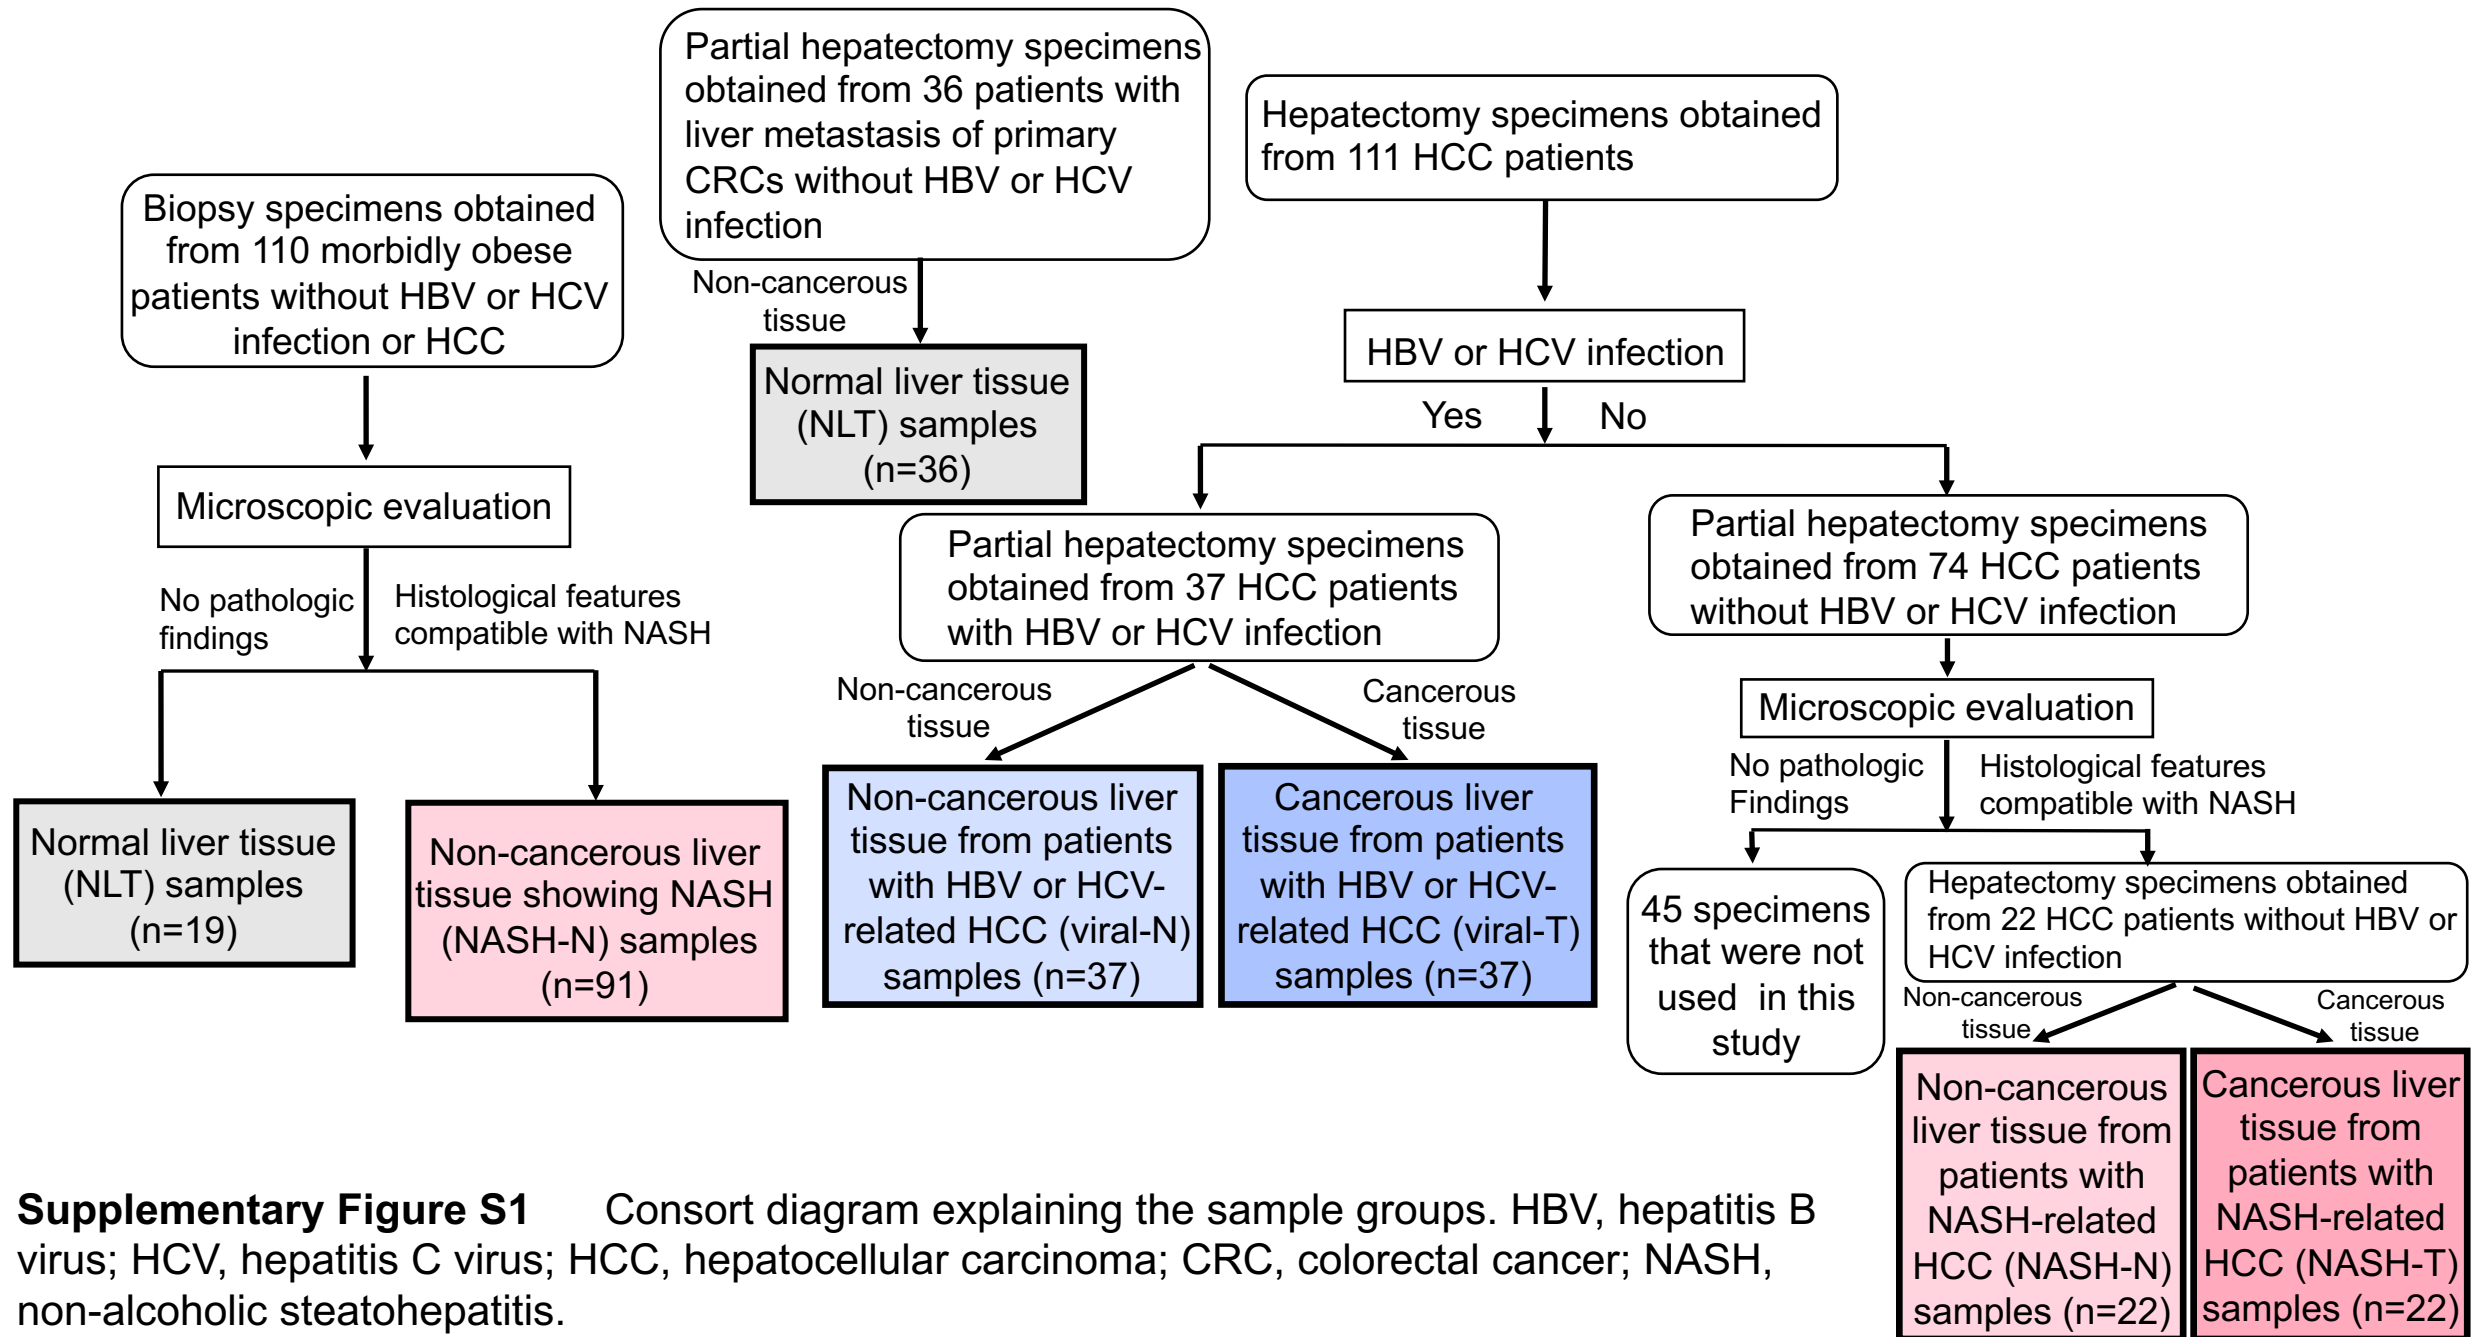 Biopsy specimens obtained
from 110 morbidly obese
patients without HBV or HCV
infection or HCC
Microscopic evaluation
No pathologic
findings
Histological features
compatible with NASH
Normal liver tissue
(NLT) samples
(n=19)
Non-cancerous liver
tissue showing NASH
(NASH-N) samples
(n=91)
Partial hepatectomy specimens
obtained from 36 patients with
liver metastasis of primary
CRCs without HBV or HCV
infection
Non-cancerous
tissue
Normal liver tissue
(NLT) samples
(n=36)
Hepatectomy specimens obtained
from 111 HCC patients
HBV or HCV infection
Yes
No
Partial hepatectomy specimens
obtained from 37 HCC patients
with HBV or HCV infection
Non-cancerous
tissue
Cancerous
tissue
Non-cancerous liver
tissue from patients
with HBV or HCV-
related HCC (viral-N)
samples (n=37)
Cancerous liver
tissue from patients
with HBV or HCV-
related HCC (viral-T)
samples (n=37)
Partial hepatectomy specimens
obtained from 74 HCC patients
without HBV or HCV infection
Microscopic evaluation
No pathologic
Findings
Histological features
compatible with NASH
45 specimens
that were not
used in this
study
Hepatectomy specimens obtained
from 22 HCC patients without HBV or
HCV infection
Non-cancerous
tissue
Cancerous
tissue
Non-cancerous
liver tissue from
patients with
NASH-related
HCC (NASH-N)
samples (n=22)
Cancerous liver
tissue from
patients with
NASH-related
HCC (NASH-T)
samples (n=22)
Supplementary Figure S1 Consort diagram explaining the sample groups. HBV, hepatitis B
virus; HCV, hepatitis C virus; HCC, hepatocellular carcinoma; CRC, colorectal cancer; NASH,
non-alcoholic steatohepatitis.